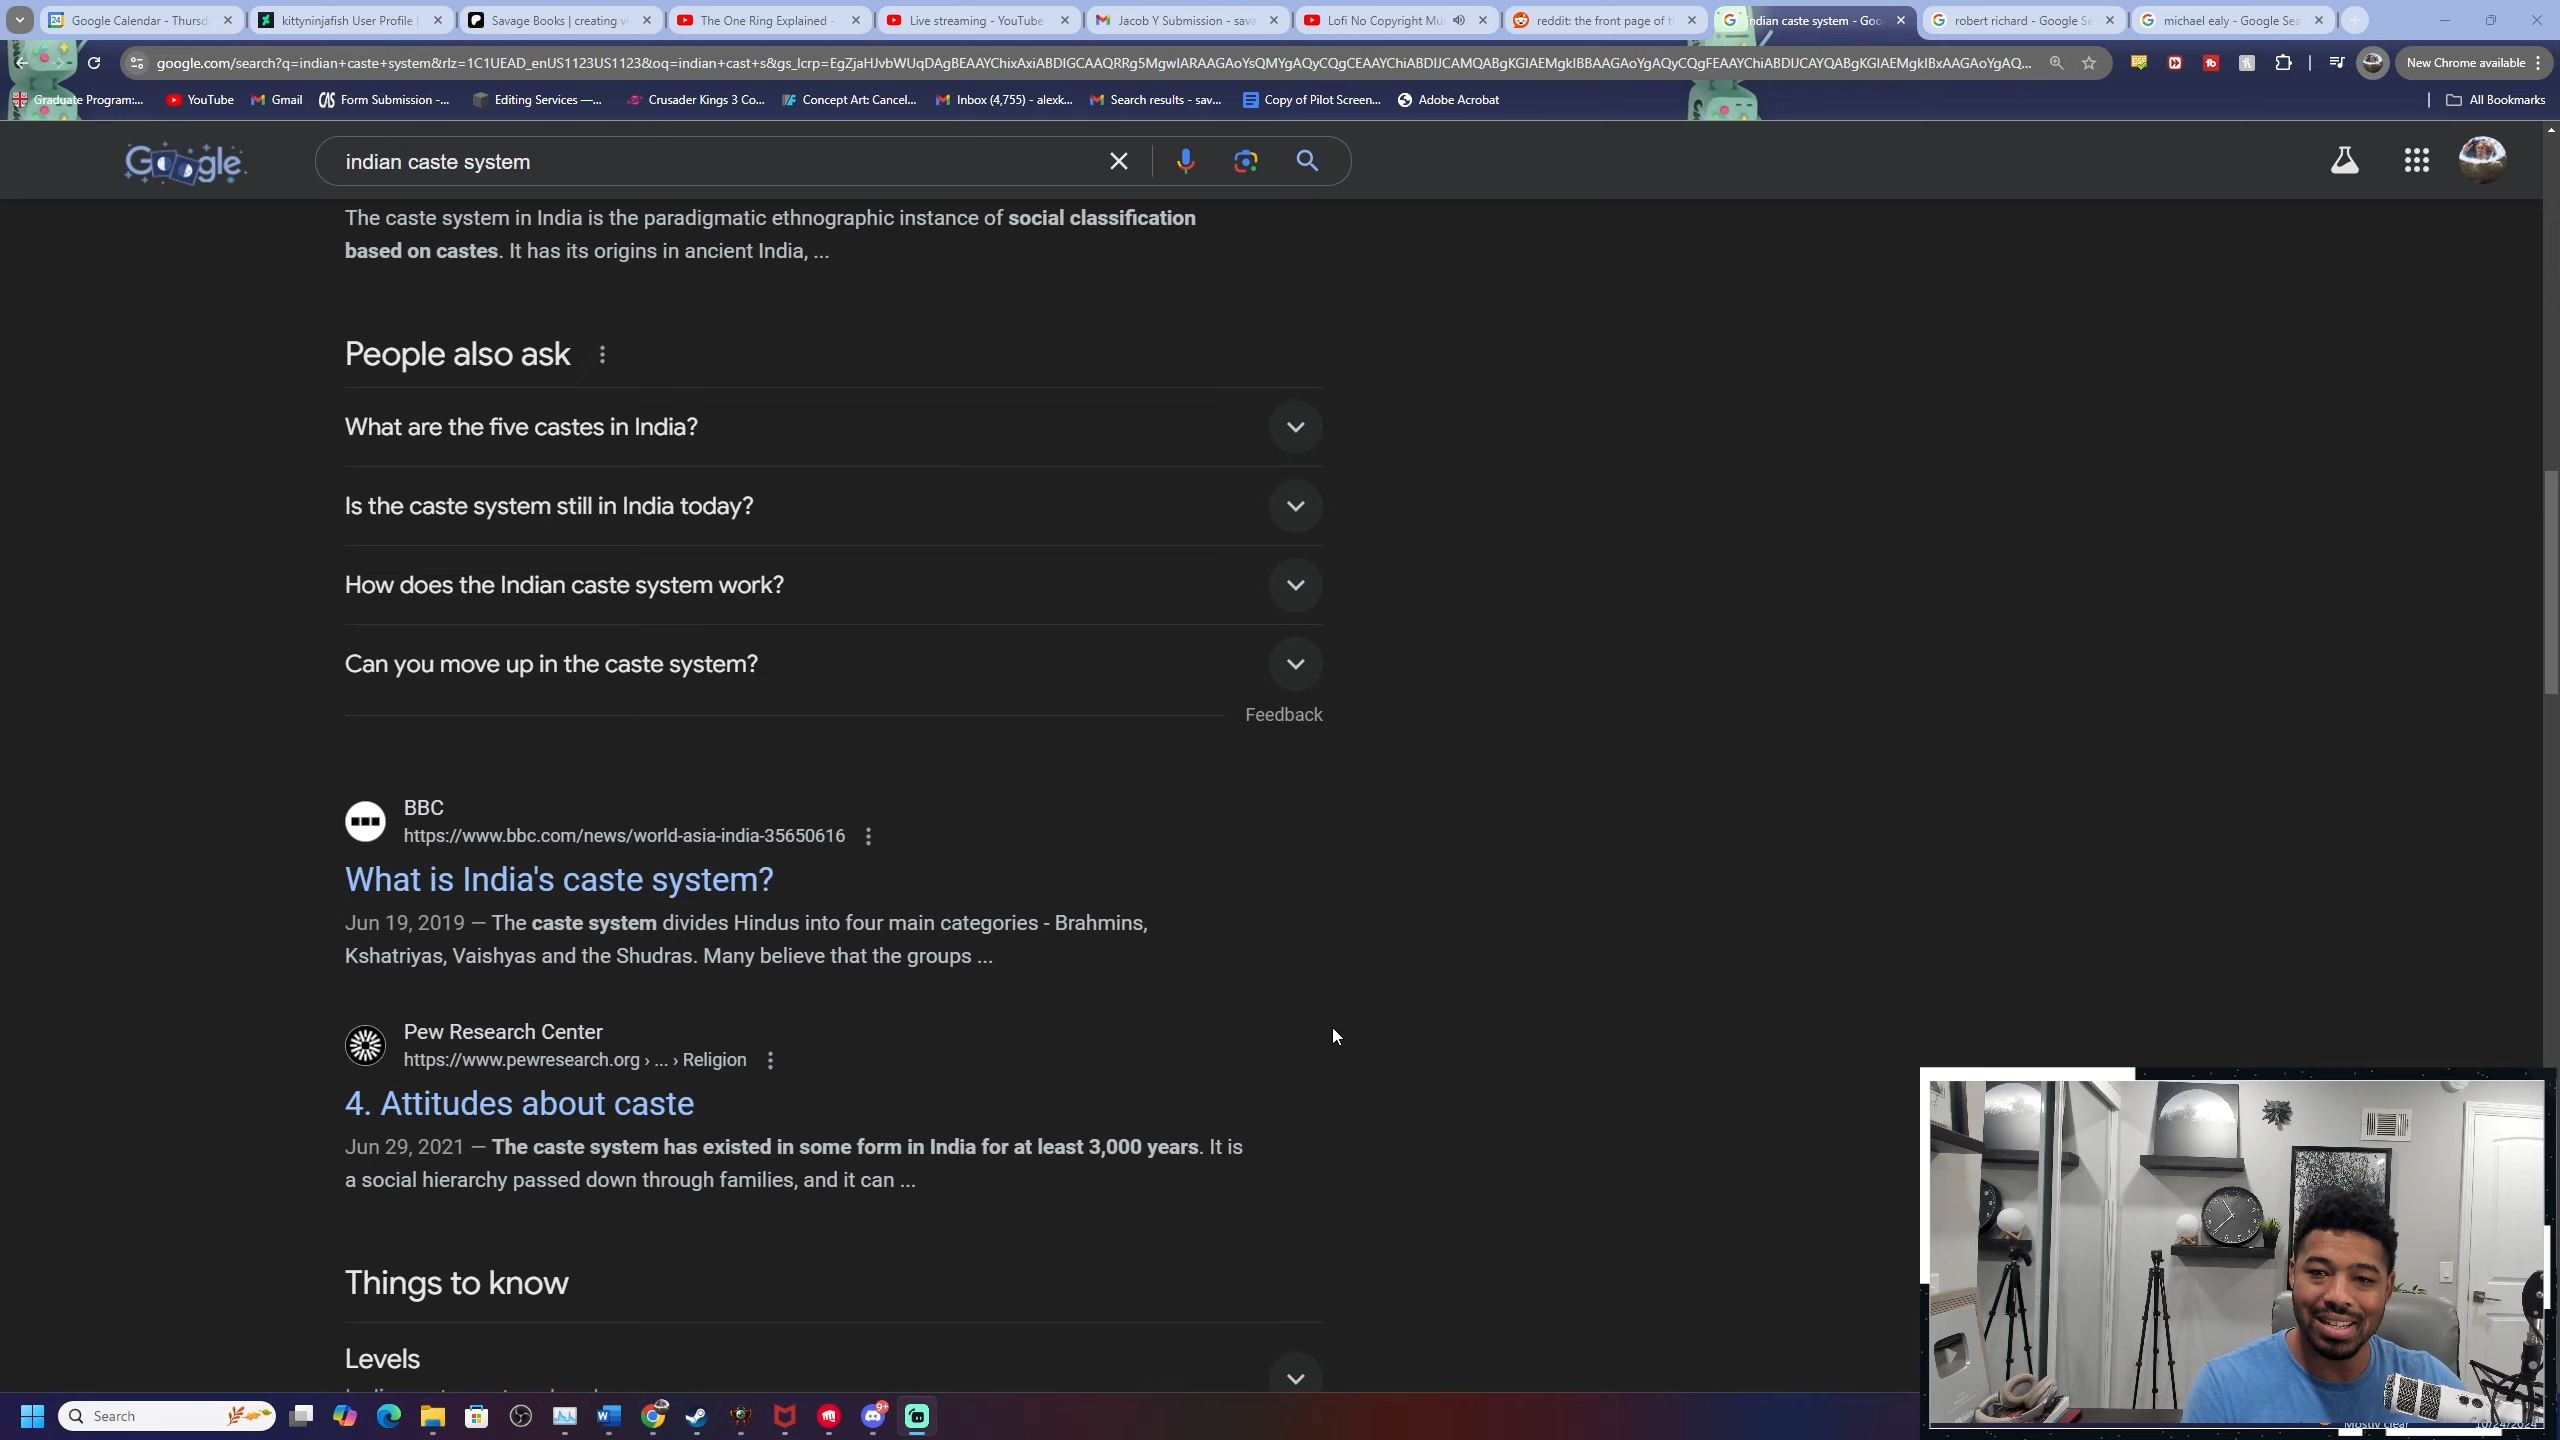 Google Calendar - Thursd
kittyninjafish User Profile |
Savage Books | creating v
The One Ring Explained -
Live streaming - YouTube
Jacob Y Submission - sava
Lofi No Copyright Mu
reddit: the front page of t
indian caste system - Goo
robert richard - Google Se
michael ealy - Google Sea
google.com/search?q=indian+caste+system&rlz=1C1UEAD_enUS1123US1123&oq=indian+cast+s&gs_lcrp=EgZjaHJvbWUqDAgBEAAYChixAxiABDIGCAAQRRg5MgwIARAAGAoYsQMYgAQyCQgCEAAYChiABDIJCAMQABgKGIAEMgkIBBAAGAoYgAQyCQgFEAAYChiABDIJCAYQABgKGIAEMgkIBxAAGAoYgAQ...
New Chrome available
Graduate Program:...
YouTube
Gmail
Form Submission -...
Editing Services —...
Crusader Kings 3 Co...
Concept Art: Cancel...
Inbox (4,755) - alexk...
Search results - sav...
Copy of Pilot Screen...
Adobe Acrobat
All Bookmarks
Google
indian caste system
The caste system in India is the paradigmatic ethnographic instance of social classification
based on castes. It has its origins in ancient India, ...
People also ask
What are the five castes in India?
Is the caste system still in India today?
How does the Indian caste system work?
Can you move up in the caste system?
Feedback
BBC
https://www.bbc.com/news/world-asia-india-35650616
What is India's caste system?
Jun 19, 2019 — The caste system divides Hindus into four main categories - Brahmins,
Kshatriyas, Vaishyas and the Shudras. Many believe that the groups ...
Pew Research Center
https://www.pewresearch.org › ... › Religion
4. Attitudes about caste
Jun 29, 2021 — The caste system has existed in some form in India for at least 3,000 years. It is
a social hierarchy passed down through families, and it can ...
Things to know
Levels
Search
9+
Mostly clear
10/24/2024